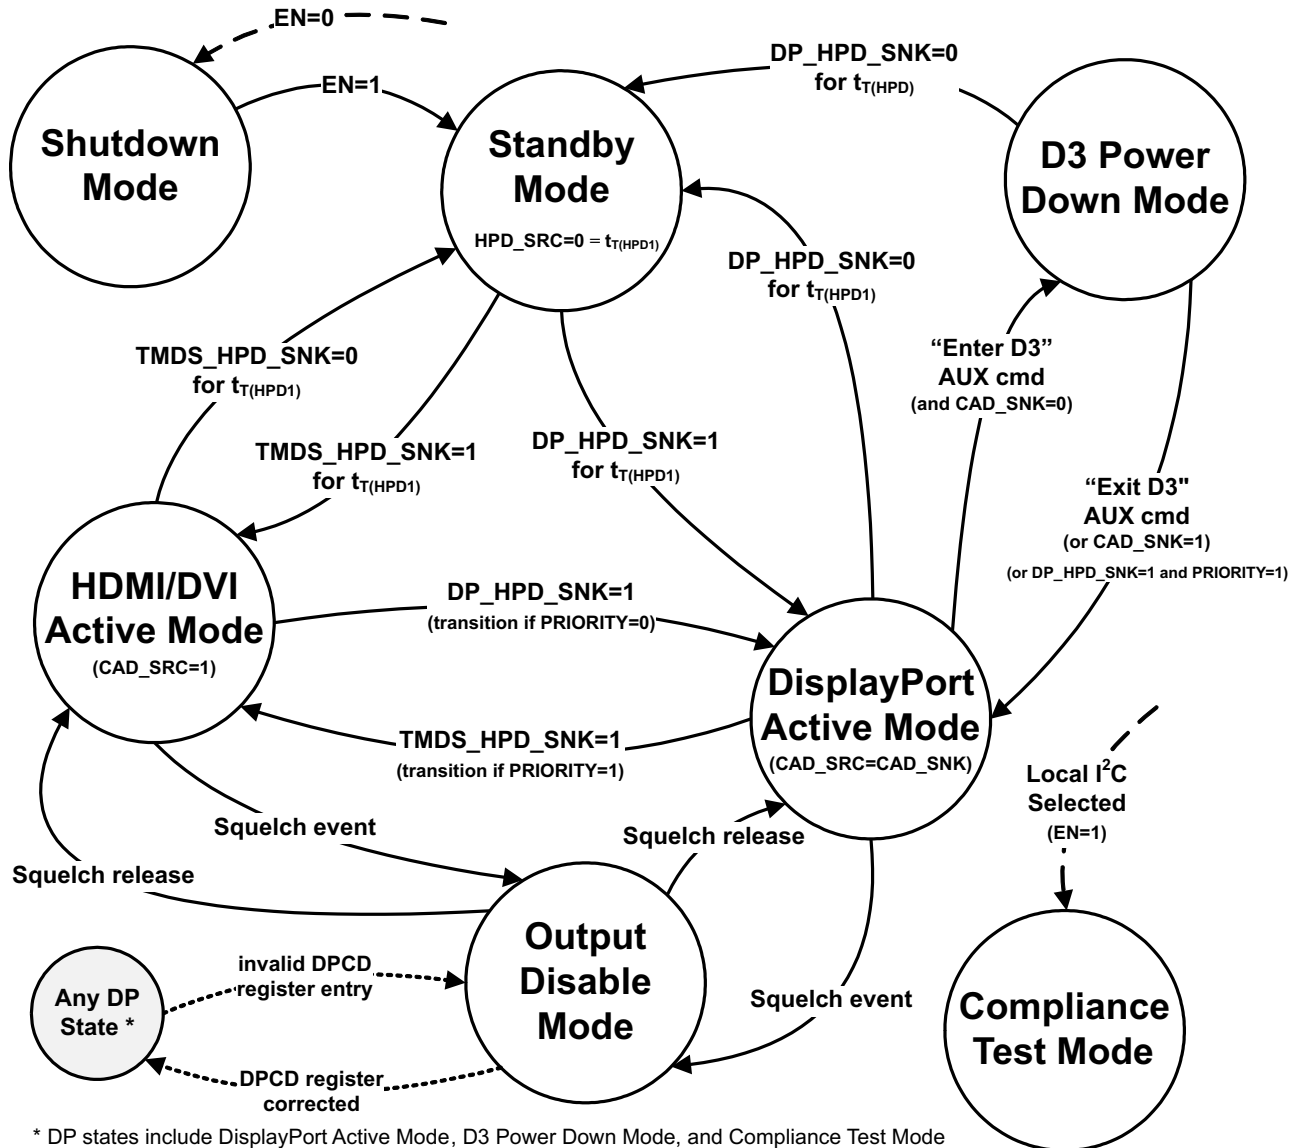 EN=0
EN=1
Shutdown
Mode
Standby
Mode
HPD_SRC=0 = tT(HPD1)
DP_HPD_SNK=0
for tT(HPD)
D3 Power
Down Mode
DP_HPD_SNK=0
for tT(HPD1)
TMDS_HPD_SNK=0
for tT(HPD1)
TMDS_HPD_SNK=1
for tT(HPD1)
DP_HPD_SNK=1
for tT(HPD1)
“Enter D3”
AUX cmd
(and CAD_SNK=0)
“Exit D3"
AUX cmd
(or CAD_SNK=1)
(or DP_HPD_SNK=1 and PRIORITY=1)
HDMI/DVI
Active Mode
(CAD_SRC=1)
DP_HPD_SNK=1
(transition if PRIORITY=0)
TMDS_HPD_SNK=1
(transition if PRIORITY=1)
DisplayPort
Active Mode
(CAD_SRC=CAD_SNK)
Local I²C
Selected
(EN=1)
Squelch event
Squelch release
Squelch release
Squelch event
Output
Disable
Mode
Any DP
State *
invalid DPCD
register entry
DPCD register
corrected
Compliance
Test Mode
* DP states include DisplayPort Active Mode, D3 Power Down Mode, and Compliance Test Mode